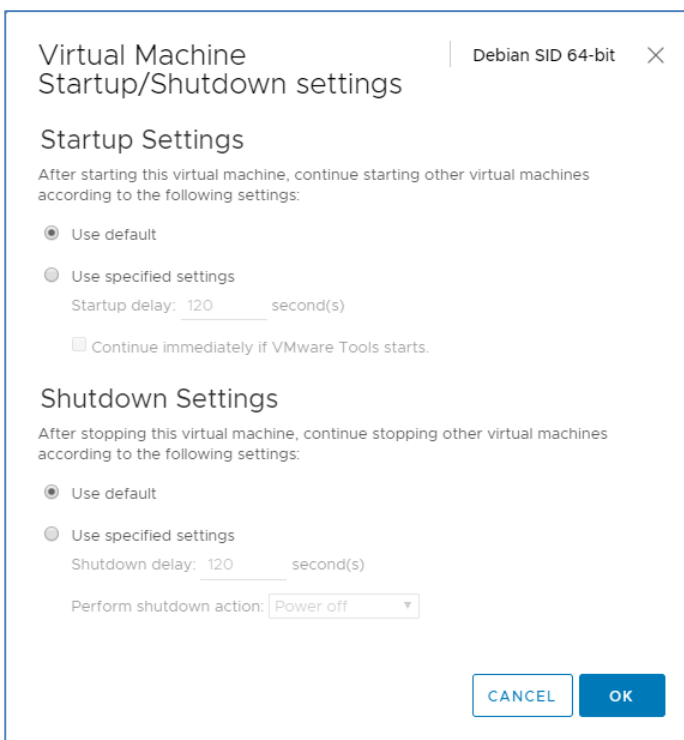 Virtual Machine
Startup/Shutdown settings
Debian SID 64-bit
Startup Settings
After starting this virtual machine, continue starting other virtual machines
according to the following settings:
Use default
Use specified settings
Startup delay: 120 second(s)
Continue immediately if VMware Tools starts.
Shutdown Settings
After stopping this virtual machine, continue stopping other virtual machines
according to the following settings:
Use default
Use specified settings
Shutdown delay: 120 second(s)
Perform shutdown action: Power off
CANCEL OK